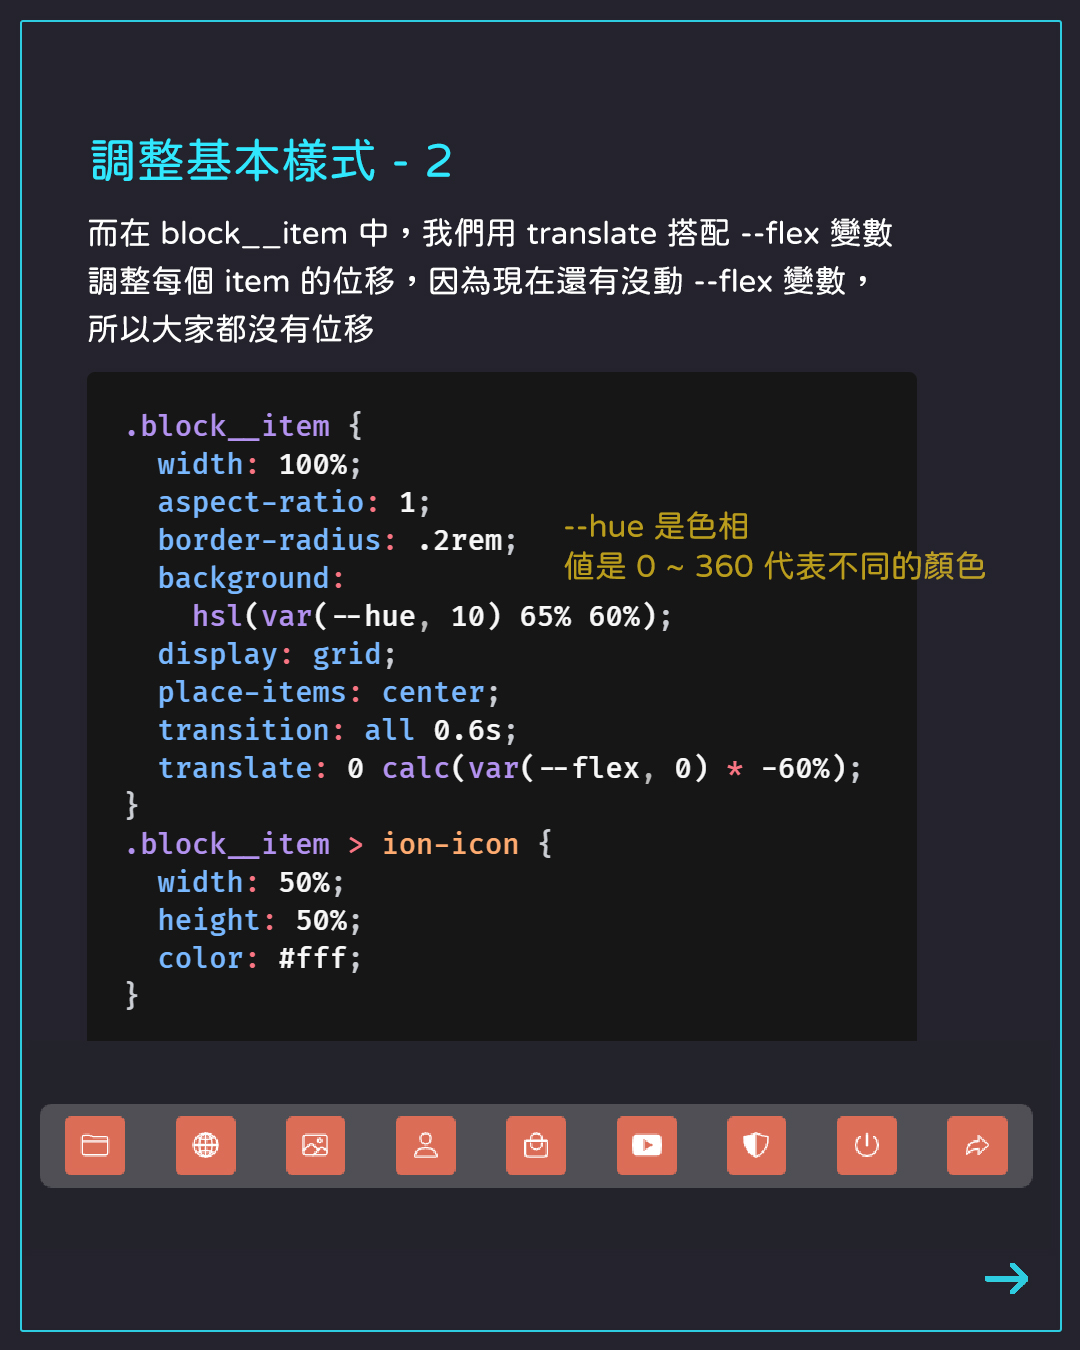 調整基本樣式 - 2
而在 block__item 中，我們用 translate 搭配 --flex 變數
調整每個 item 的位移，因為現在還有沒動 --flex 變數，
所以大家都沒有位移
.block__item {
  width: 100%;
  aspect-ratio: 1;
  border-radius: .2rem;
--hue 是色相
值是 0 ~ 360 代表不同的顏色
  background:
    hsl(var(--hue, 10) 65% 60%);
  display: grid;
  place-items: center;
  transition: all 0.6s;
  translate: 0 calc(var(--flex, 0) * -60%);
}
.block__item > ion-icon {
  width: 50%;
  height: 50%;
  color: #fff;
}